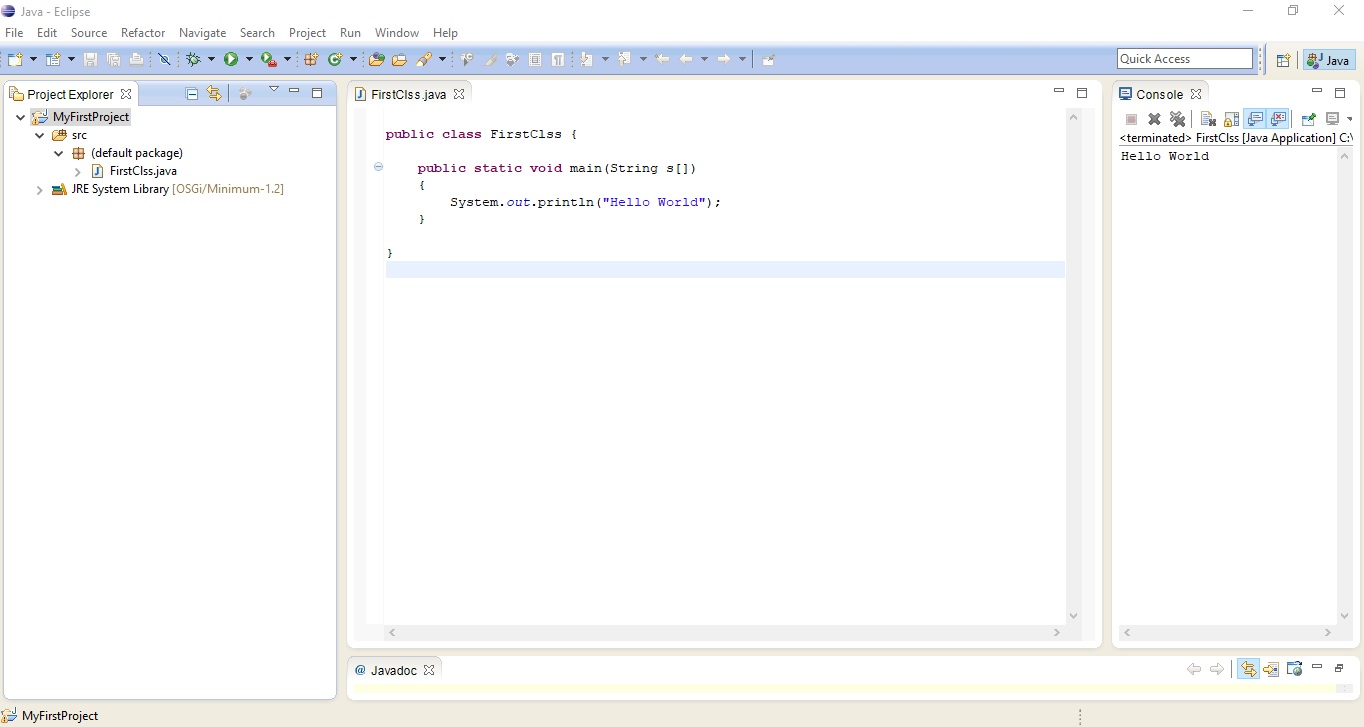 Java - Eclipse
File Edit Source Refactor Navigate Search Project Run Window Help
Quick Access
Java
Project Explorer
MyFirstProject
src
(default package)
FirstClss.java
JRE System Library [OSGi/Minimum-1.2]
FirstClss.java
public class FirstClss {
public static void main(String s[])
{
System.out.println("Hello World");
}
}
Console
<terminated> FirstClss [Java Application] C:\
Hello World
@ Javadoc
MyFirstProject